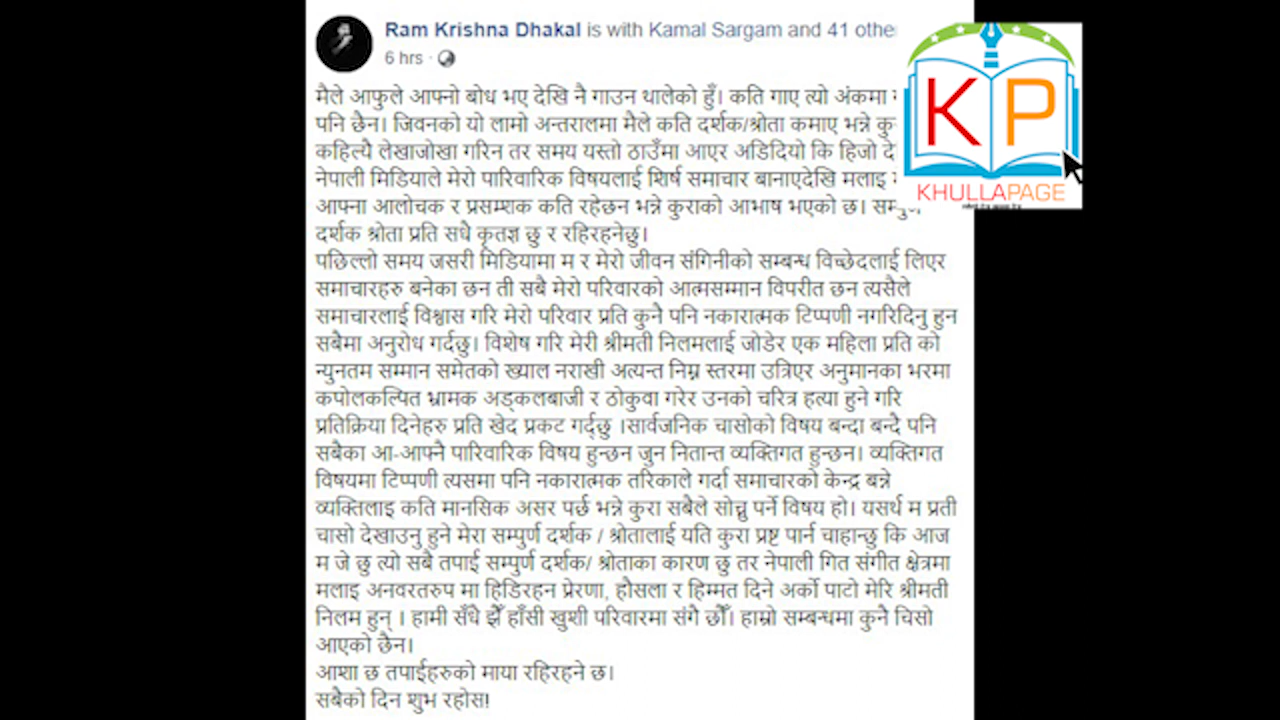 Ram Krishna Dhakal is with Kamal Sargam and 41 othe
6 hrs ·
मैले आफुले आफ्नो बोध भए देखि नै गाउन थालेको हुँ। कति गाए त्यो अंकमा
पनि छैन। जिवनको यो लामो अन्तरालमा मैले कति दर्शक/श्रोता कमाए भन्ने
कहिल्यै लेखाजोखा गरिन तर समय यस्तो ठाउँमा आएर अडिदियो कि हिजो
नेपाली मिडियाले मेरो पारिवारिक विषयलाई शिर्ष समाचार बानाएदेखि मलाइ
आफ्ना आलोचक र प्रसम्शक कति रहेछन भन्ने कुराको आभाष भएको छ।
दर्शक श्रोता प्रति सधै कृतज्ञ छु र रहिरहनेछु।
पछिल्लो समय जसरी मिडियामा म र मेरो जीवन संगिनीको सम्बन्ध विच्छेदलाई लिएर
समाचारहरु बनेका छन ती सबै मेरो परिवारको आत्मसम्मान विपरीत छन त्यसैले
समाचारलाई विश्वास गरि मेरो परिवार प्रति कुनै पनि नकारात्मक टिप्पणी नगरिदिनु हुन
सबैमा अनुरोध गर्दछु। विशेष गरि मेरी श्रीमती निलमलाई जोडेर एक महिला प्रति को
न्युनतम सम्मान समेतको ख्याल नराखी अत्यन्त निम्न स्तरमा उत्रिएर अनुमानका भरमा
कपोलकल्पित भ्रामक अड्कलबाजी र ठोकुवा गरेर उनको चरित्र हत्या हुने गरि
प्रतिक्रिया दिनेहरु प्रति खेद प्रकट गर्द्छु ।सार्वजनिक चासोको विषय बन्दा बन्दै पनि
सबैका आ-आफ्नै पारिवारिक विषय हुन्छन जुन नितान्त व्यक्तिगत हुन्छन। व्यक्तिगत
विषयमा टिप्पणी त्यसमा पनि नकारात्मक तरिकाले गर्दा समाचारको केन्द्र बन्ने
व्यक्तिलाइ कति मानसिक असर पर्छ भन्ने कुरा सबैले सोच्नु पर्ने विषय हो। यसर्थ म प्रती
चासो देखाउनु हुने मेरा सम्पुर्ण दर्शक / श्रोतालाई यति कुरा प्रष्ट पार्न चाहान्छु कि आज
म जे छु त्यो सबै तपाई सम्पुर्ण दर्शक/ श्रोताका कारण छु तर नेपाली गित संगीत क्षेत्रमा
मलाइ अनवरतरुप मा हिडिरहन प्रेरणा, हौसला र हिम्मत दिने अर्को पाटो मेरि श्रीमती
निलम हुन् । हामी सँधै झैँ हाँसी खुशी परिवारमा संगै छौँ। हाम्रो सम्बन्धमा कुनै चिसो
आएको छैन।
आशा छ तपाईहरुको माया रहिरहने छ।
सबैको दिन शुभ रहोस!
KP
KHULLAPAGE